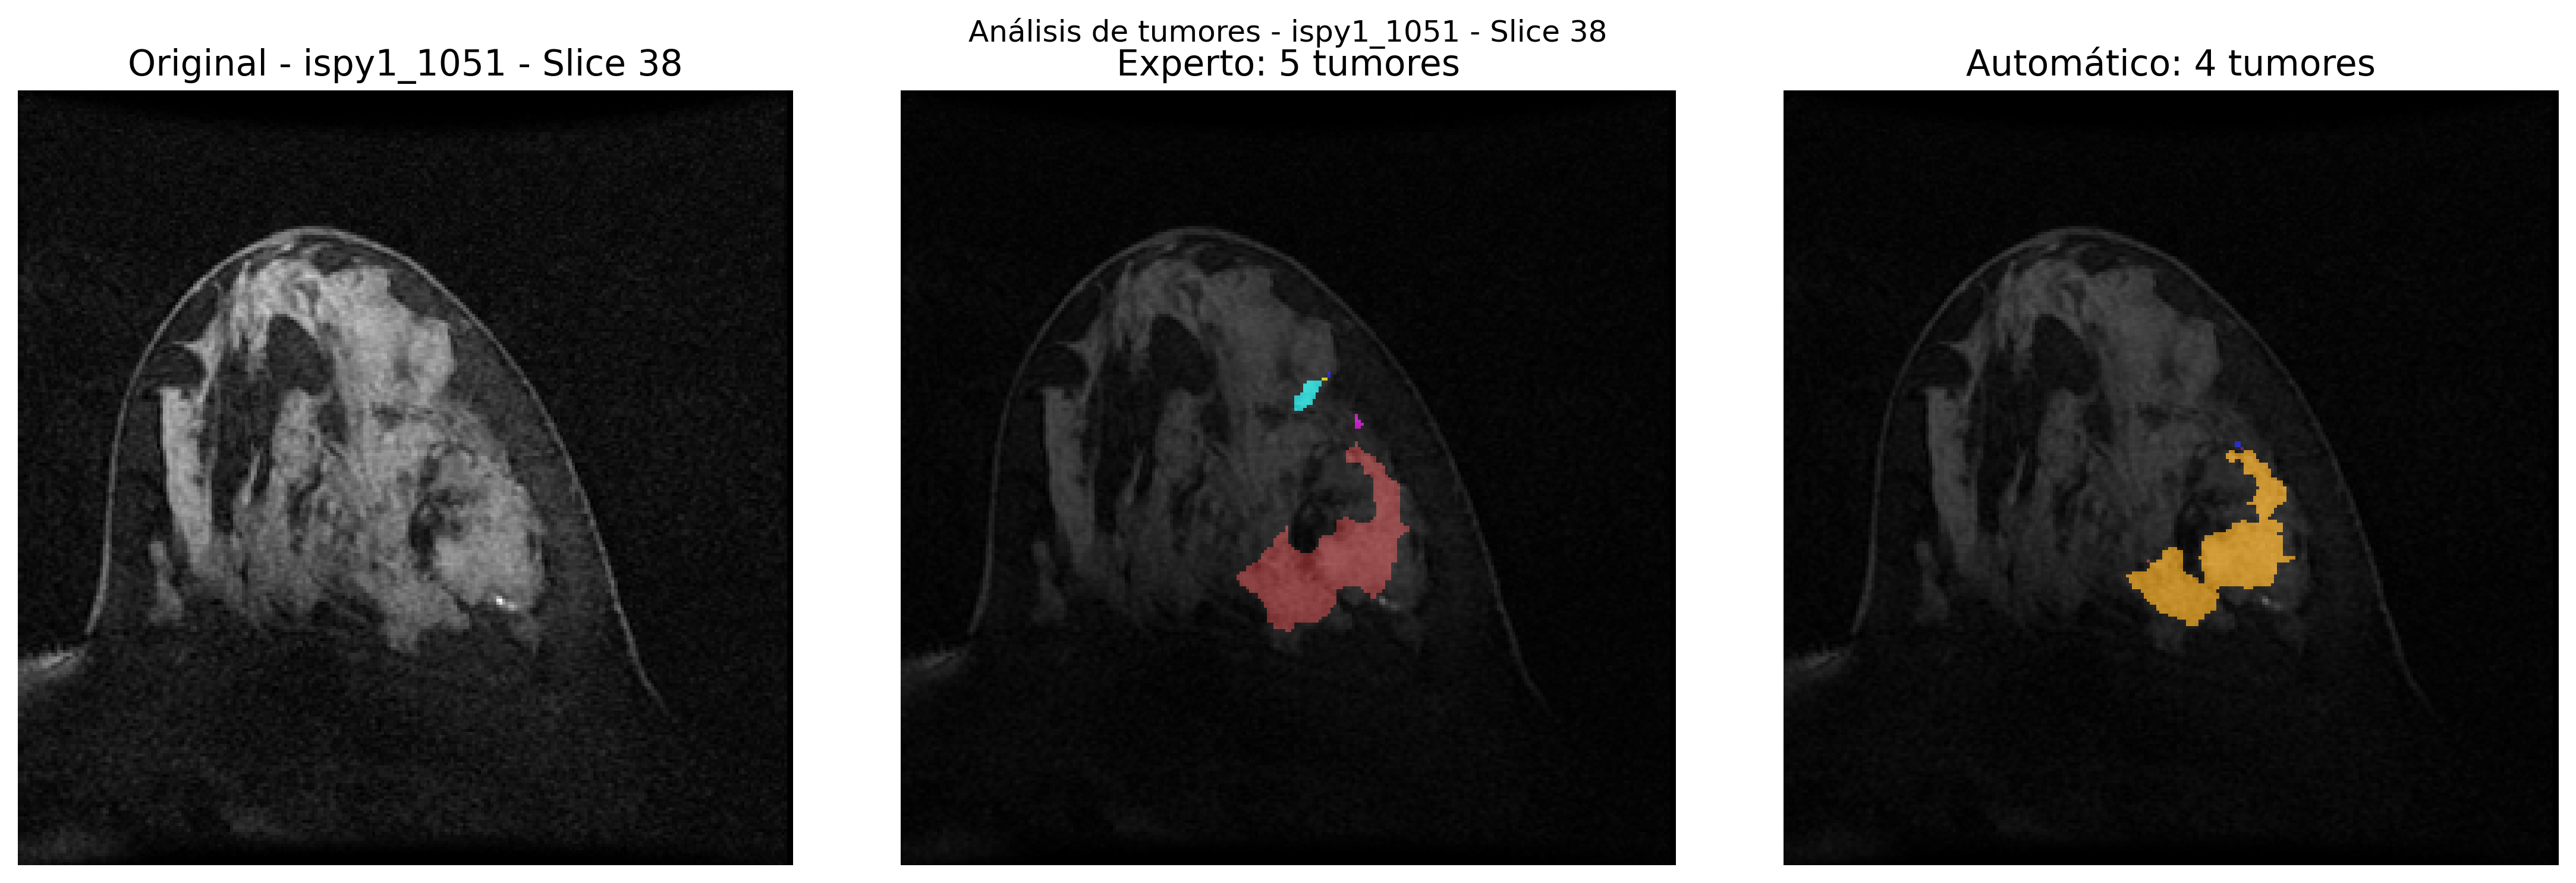 Análisis de tumores - ispy1_1051 - Slice 38
Original - ispy1_1051 - Slice 38
Experto: 5 tumores
Automático: 4 tumores